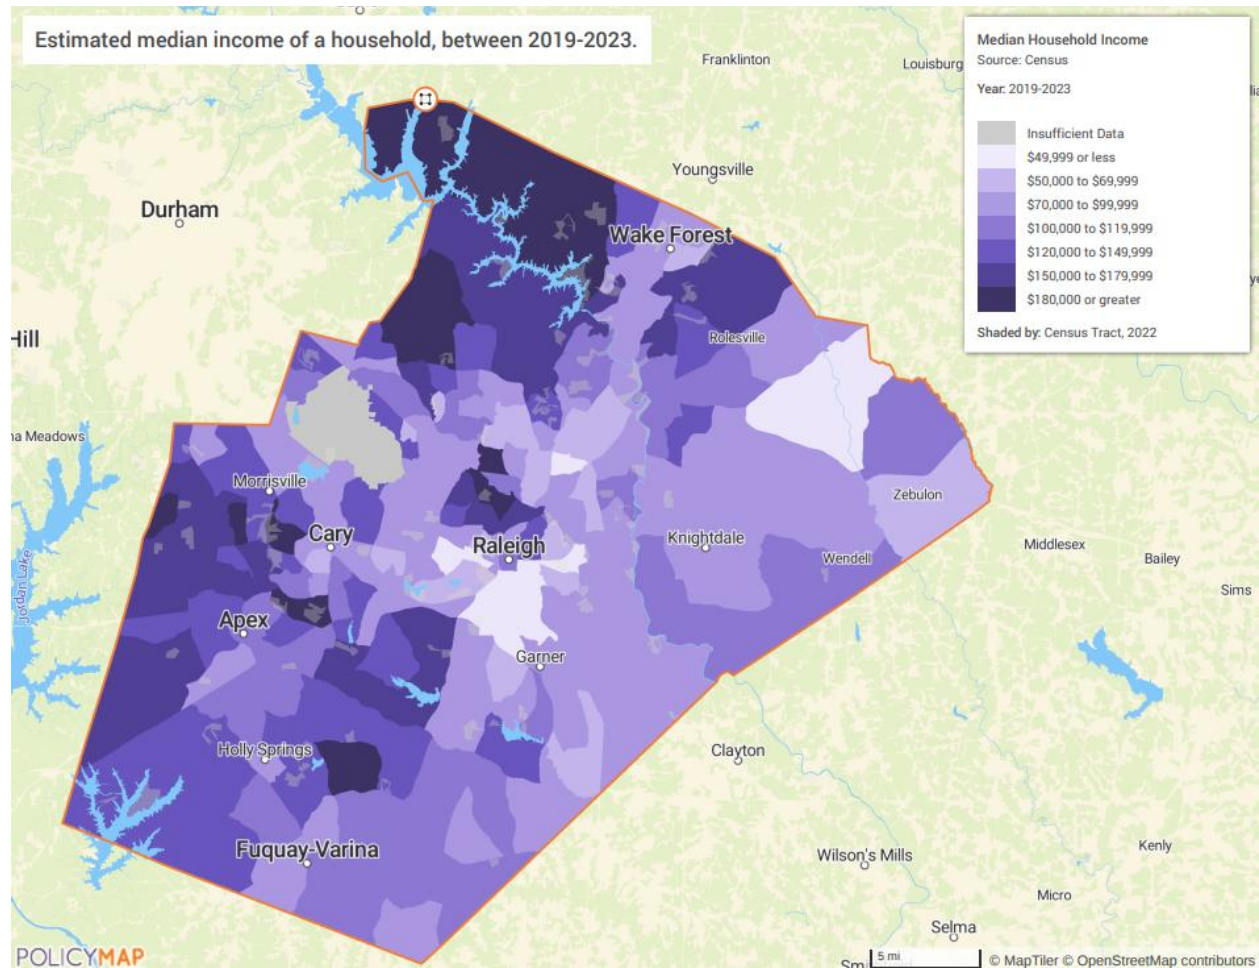 Estimated median income of a household, between 2019-2023.
Median Household Income
Source: Census
Year: 2019-2023
Insufficient Data
$49,999 or less
$50,000 to $69,999
$70,000 to $99,999
$100,000 to $119,999
$120,000 to $149,999
$150,000 to $179,999
$180,000 or greater
Shaded by: Census Tract, 2022
Franklinton
Louisburg
Youngsville
Durham
Wake Forest
Hill
Rolesville
Meadows
Morrisville
Zebulon
Cary
Raleigh
Knightdale
Wendell
Middlesex
Bailey
Sims
Jordan Lake
Apex
Garner
Holly Springs
Clayton
Fuquay-Varina
Wilson's Mills
Kenly
Micro
Selma
POLICYMAP
5 mi
© MapTiler © OpenStreetMap contributors